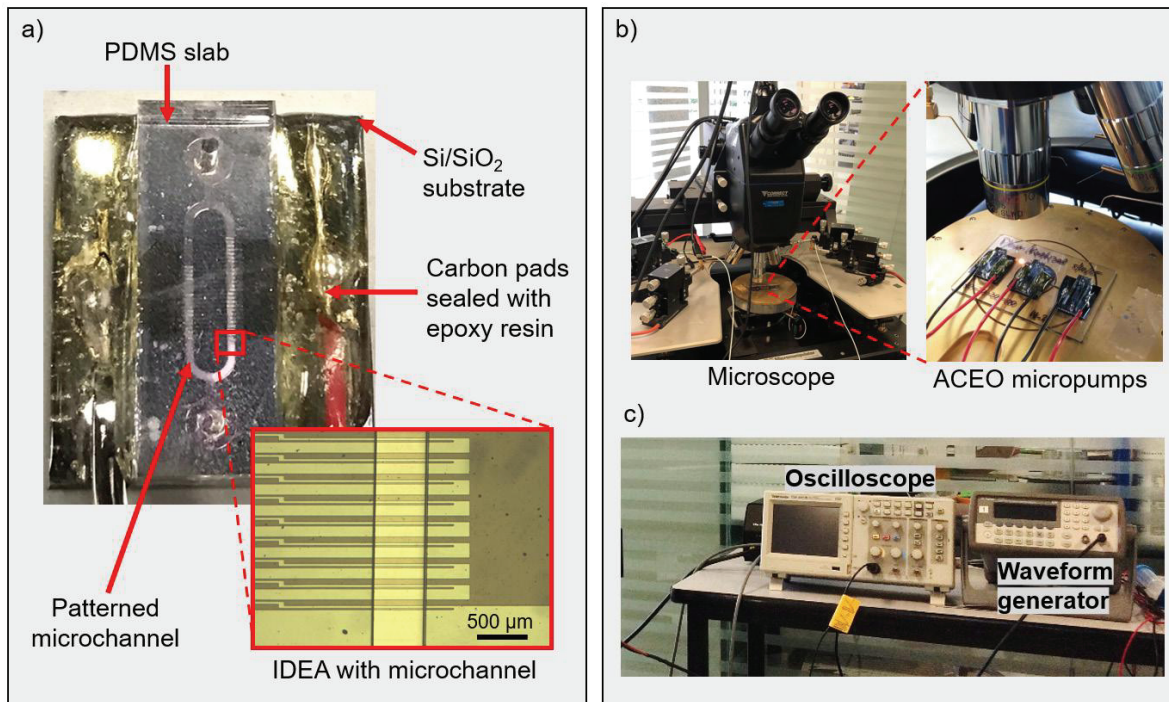 a)
PDMS slab
Si/SiO₂
substrate
Carbon pads
sealed with
epoxy resin
Patterned
microchannel
500 µm
IDEA with microchannel
b)
Microscope
ACEO micropumps
c)
Oscilloscope
Waveform
generator